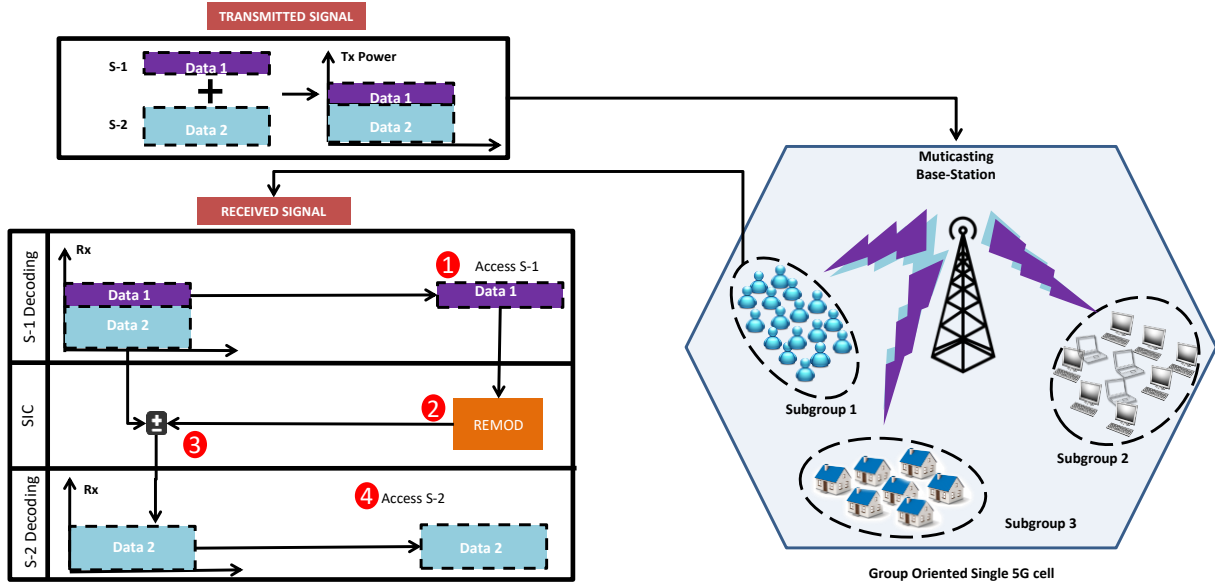 TRANSMITTED SIGNAL
S-1
Data 1
+
S-2
Data 2
Tx Power
Data 1
Data 2
RECEIVED SIGNAL
S-1 Decoding
Rx
Data 1
Data 2
1
Access S-1
Data 1
SIC
±
2
REMOD
3
S-2 Decoding
Rx
Data 2
4
Access S-2
Data 2
Muticasting
Base-Station
Subgroup 1
Subgroup 2
Subgroup 3
Group Oriented Single 5G cell